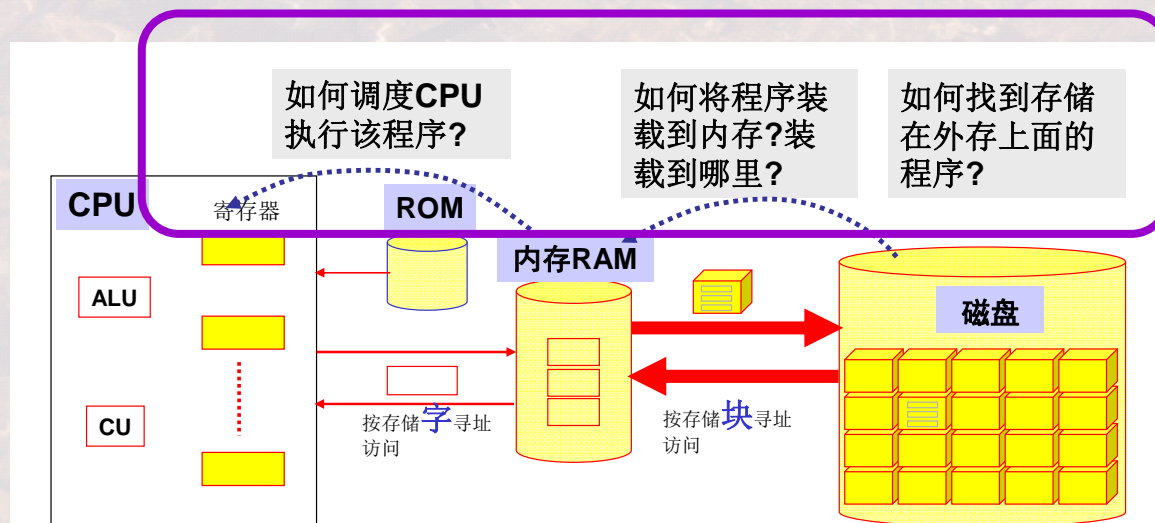 如何调度CPU
执行该程序?
如何将程序装
载到内存?装
载到哪里?
如何找到存储
在外存上面的
程序?
CPU
寄存器
ROM
内存RAM
磁盘
ALU
CU
按存储字寻址
访问
按存储块寻址
访问